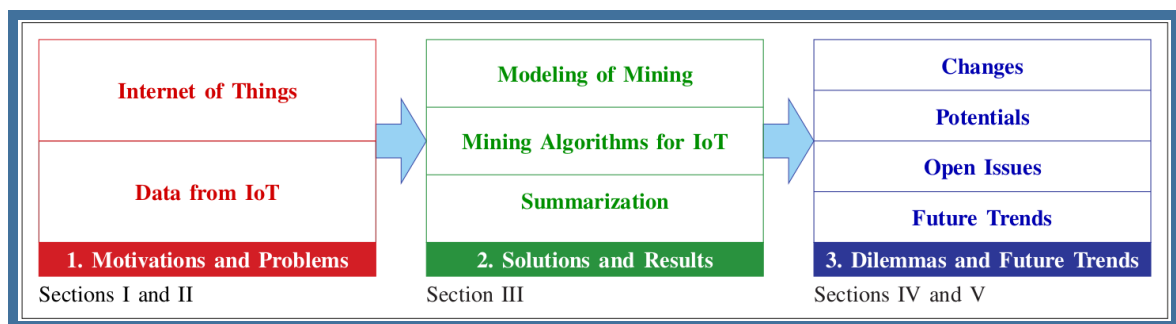 Internet of Things
Data from IoT
1. Motivations and Problems
Sections I and II
Modeling of Mining
Mining Algorithms for IoT
Summarization
2. Solutions and Results
Section III
Changes
Potentials
Open Issues
Future Trends
3. Dilemmas and Future Trends
Sections IV and V